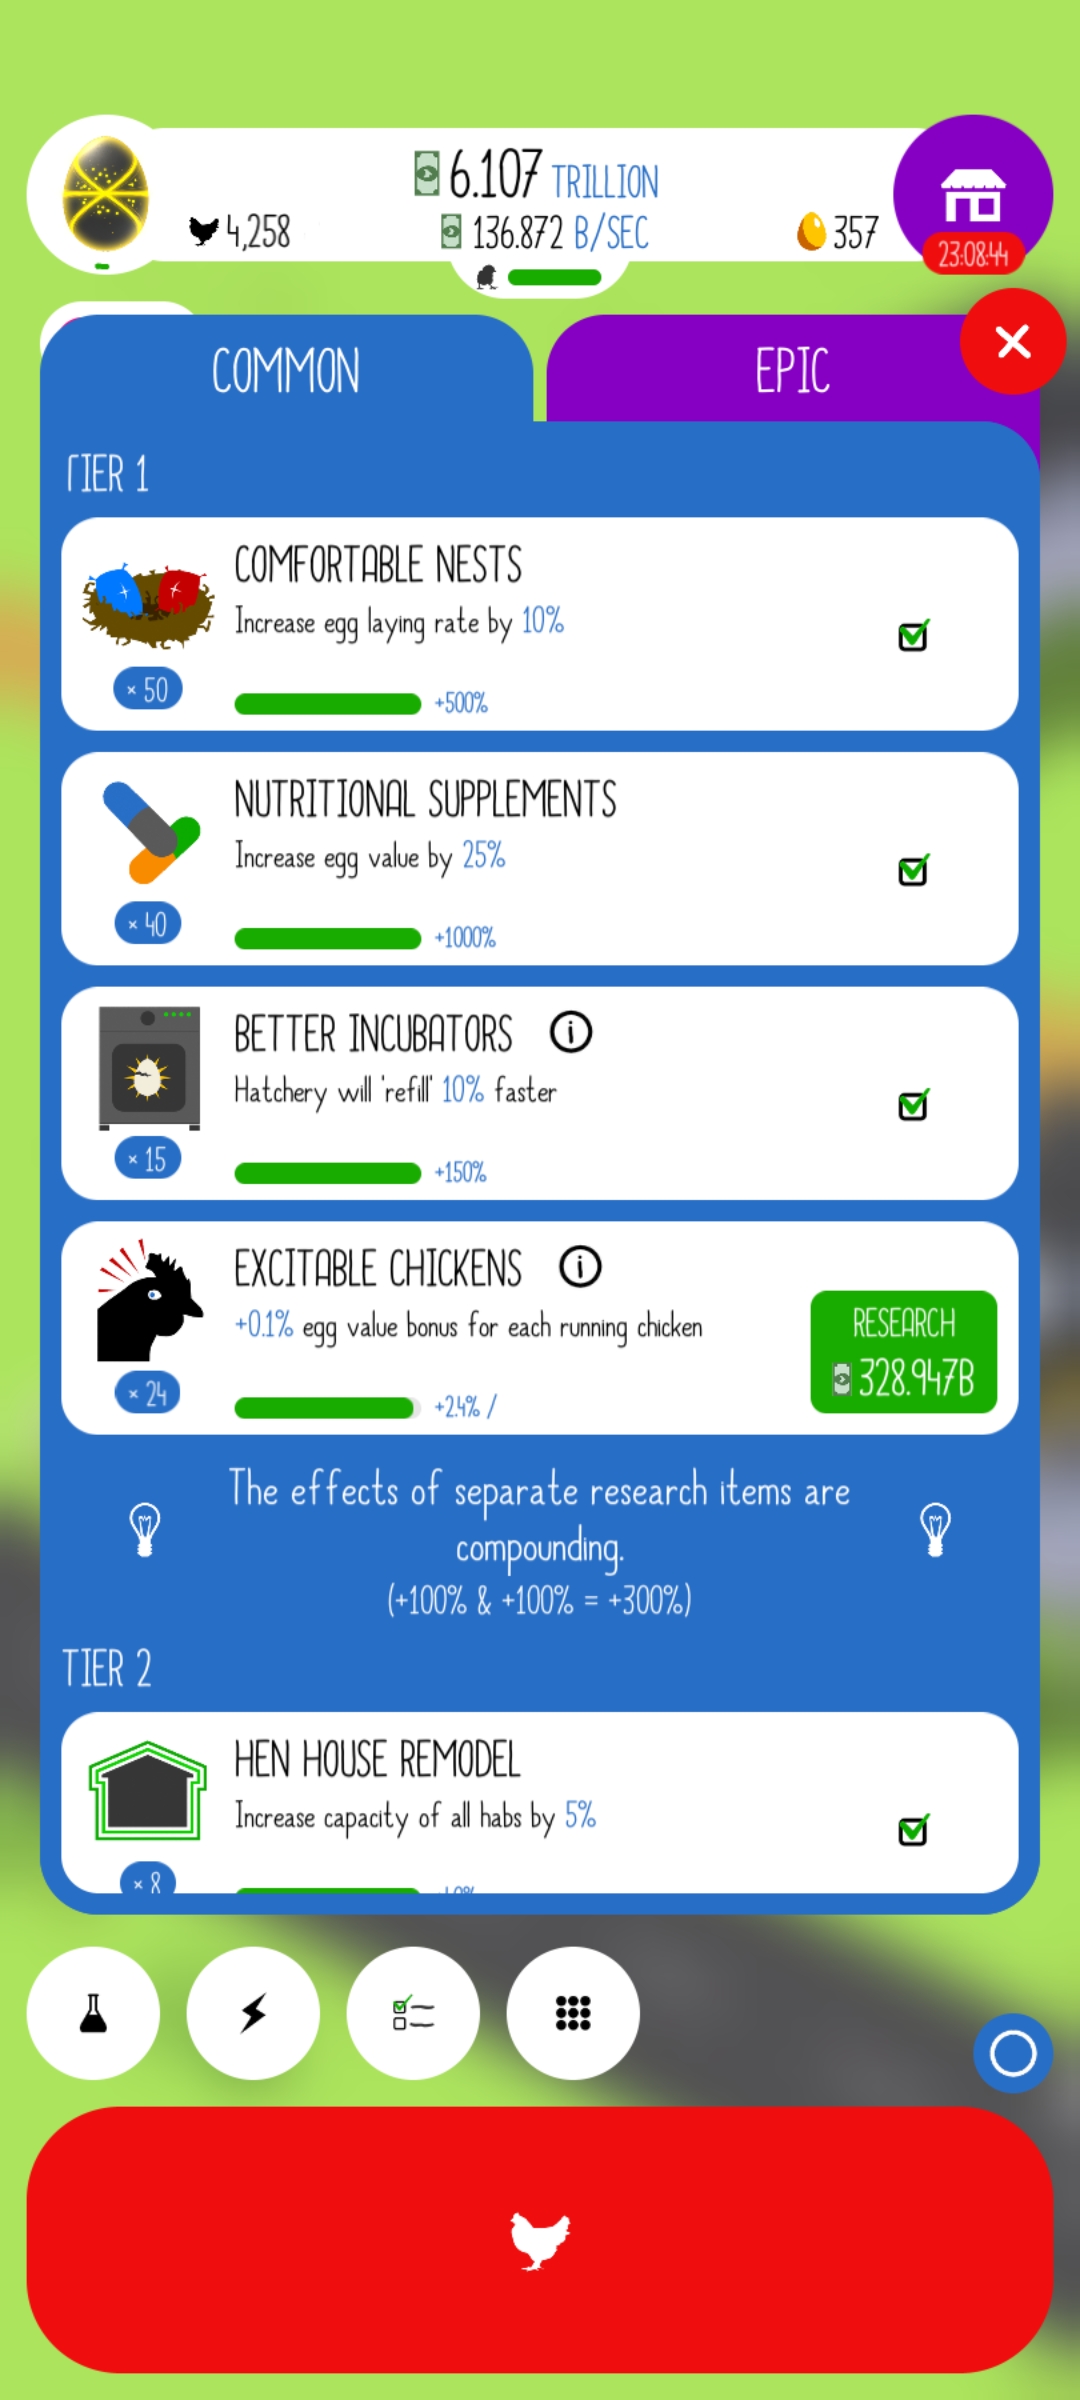 6.107 TRILLION
4,258
136.872 B/SEC
357
23:08:44
COMMON
EPIC
TIER 1
COMFORTABLE NESTS
Increase egg laying rate by 10%
× 50
+500%
NUTRITIONAL SUPPLEMENTS
Increase egg value by 25%
× 40
+1000%
BETTER INCUBATORS
Hatchery will 'refill' 10% faster
× 15
+150%
EXCITABLE CHICKENS
+0.1% egg value bonus for each running chicken
RESEARCH
328.947B
× 24
+2.4% /
The effects of separate research items are
compounding.
(+100% & +100% = +300%)
TIER 2
HEN HOUSE REMODEL
Increase capacity of all habs by 5%
× 8